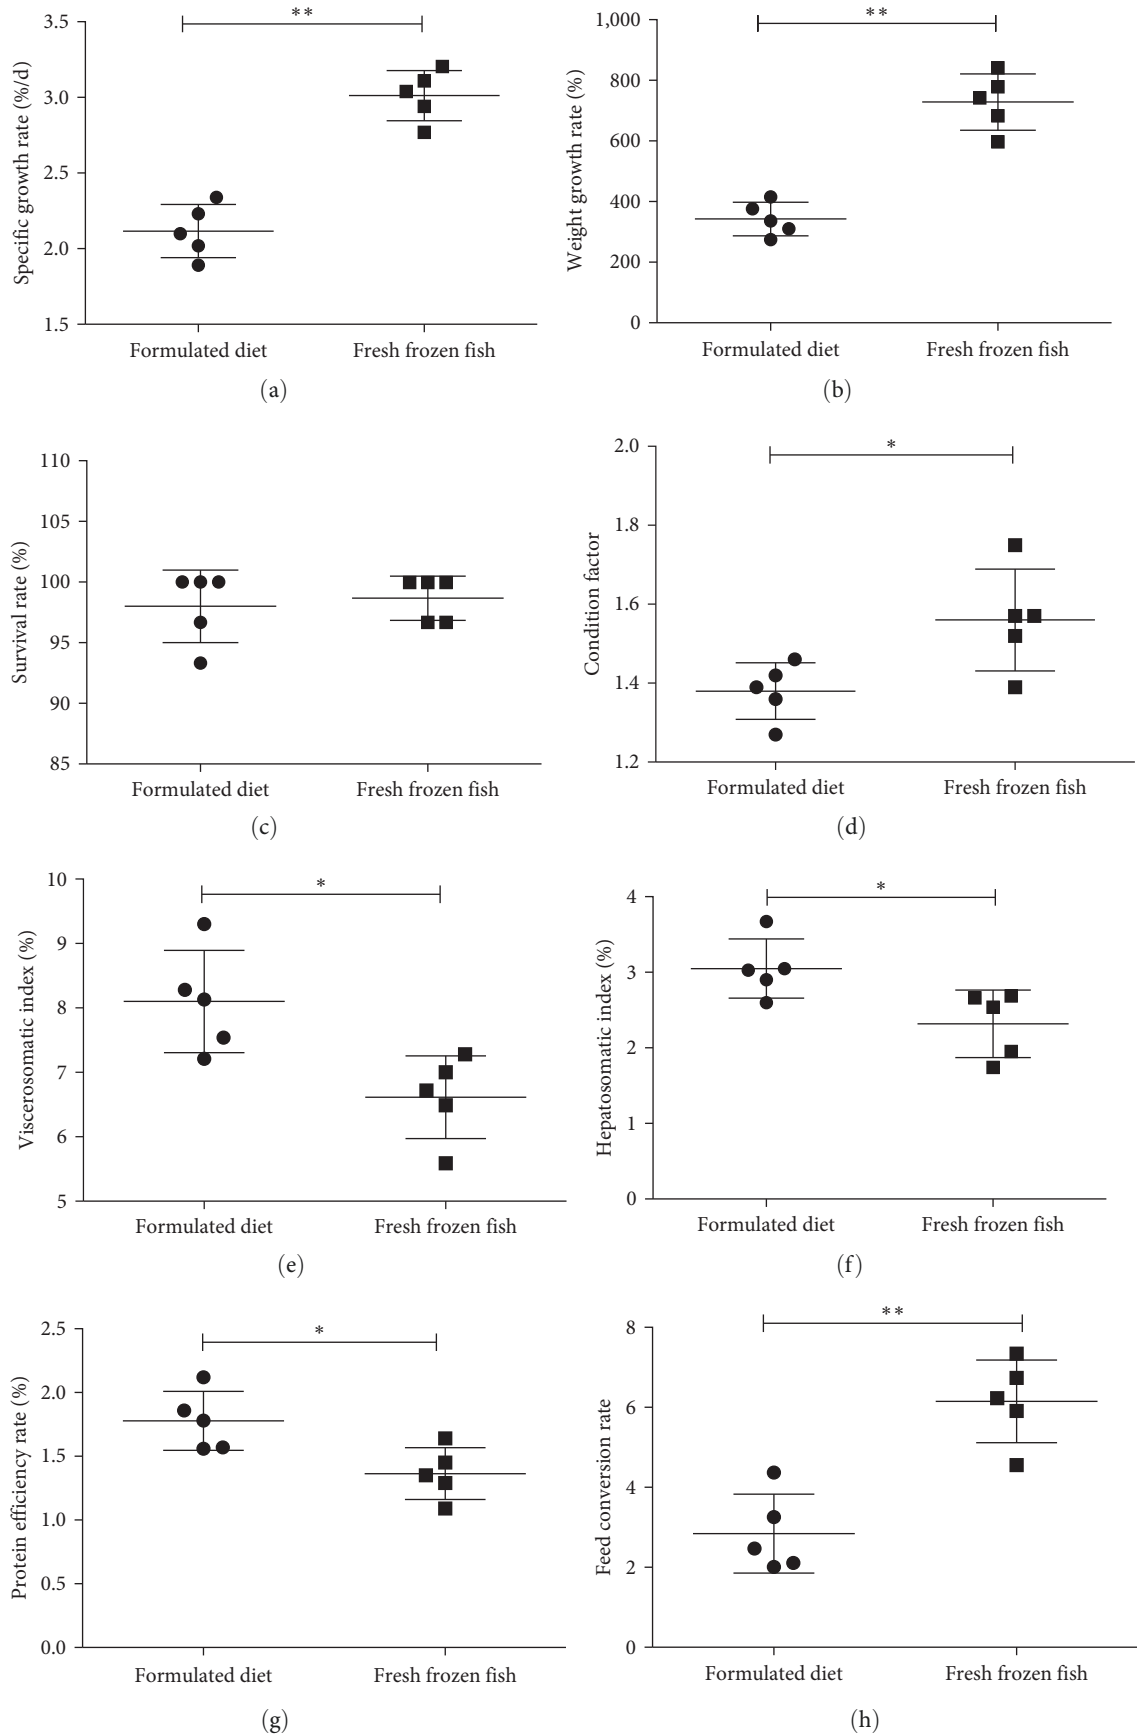 **
3.5
3.0
2.5
2.0
1.5
Specific growth rate (%/d)
Formulated diet
Fresh frozen fish
(a)
**
1,000
800
600
400
200
0
Weight growth rate (%)
Formulated diet
Fresh frozen fish
(b)
110
105
100
95
90
85
Survival rate (%)
Formulated diet
Fresh frozen fish
(c)
*
2.0
1.8
1.6
1.4
1.2
Condition factor
Formulated diet
Fresh frozen fish
(d)
*
10
9
8
7
6
5
Viscerosomatic index (%)
Formulated diet
Fresh frozen fish
(e)
*
4
3
2
1
0
Hepatosomatic index (%)
Formulated diet
Fresh frozen fish
(f)
*
2.5
2.0
1.5
1.0
0.5
0.0
Protein efficiency rate (%)
Formulated diet
Fresh frozen fish
(g)
**
8
6
4
2
0
Feed conversion rate
Formulated diet
Fresh frozen fish
(h)